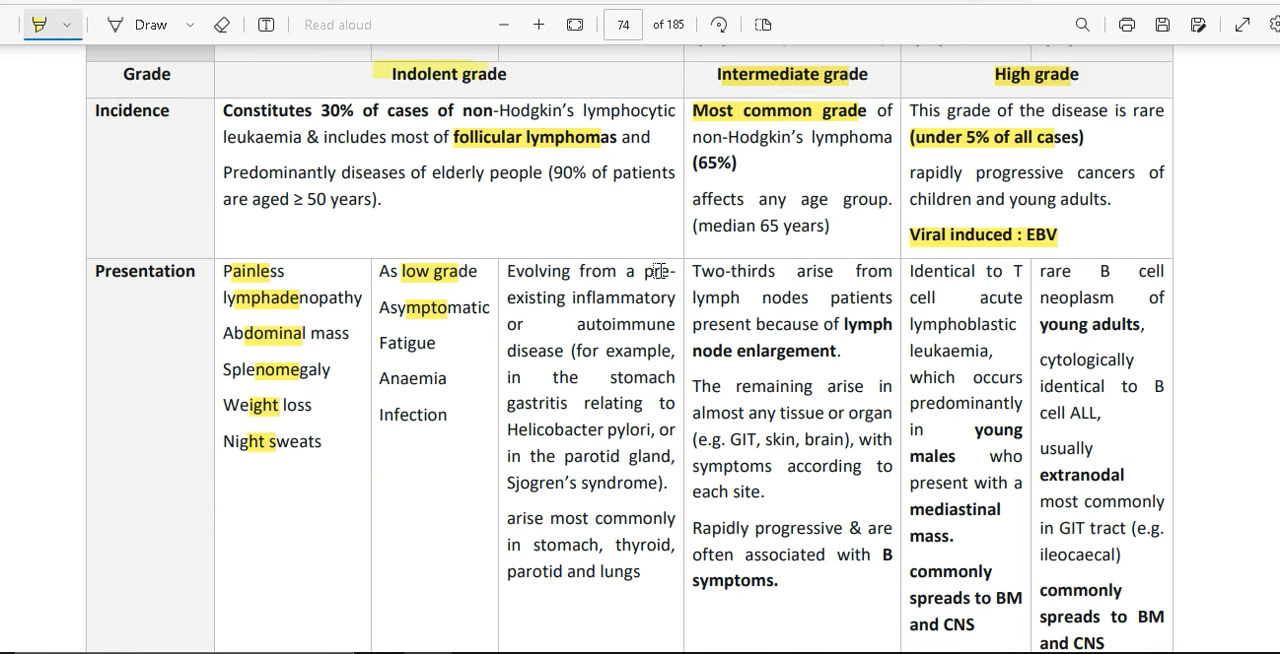 Draw
Read aloud
74 of 185
Grade
Indolent grade
Intermediate grade
High grade
Incidence
Constitutes 30% of cases of non-Hodgkin's lymphocytic
leukaemia & includes most of follicular lymphomas and
Predominantly diseases of elderly people (90% of patients
are aged ≥ 50 years).
Most common grade of
non-Hodgkin's lymphoma
(65%)
affects any age group.
(median 65 years)
This grade of the disease is rare
(under 5% of all cases)
rapidly progressive cancers of
children and young adults.
Viral induced : EBV
Presentation
Painless
lymphadenopathy
Abdominal mass
Splenomegaly
Weight loss
Night sweats
As low grade
Asymptomatic
Fatigue
Anaemia
Infection
Evolving from a pre-
existing inflammatory
or autoimmune
disease (for example,
in the stomach
gastritis relating to
Helicobacter pylori, or
in the parotid gland,
Sjogren's syndrome).
arise most commonly
in stomach, thyroid,
parotid and lungs
Two-thirds arise from
lymph nodes patients
present because of lymph
node enlargement.
The remaining arise in
almost any tissue or organ
(e.g. GIT, skin, brain), with
symptoms according to
each site.
Rapidly progressive & are
often associated with B
symptoms.
Identical to T
cell acute
lymphoblastic
leukaemia,
which occurs
predominantly
in young
males who
present with a
mediastinal
mass.
commonly
spreads to BM
and CNS
rare B cell
neoplasm of
young adults,
cytologically
identical to B
cell ALL,
usually
extranodal
most commonly
in GIT tract (e.g.
ileocaecal)
commonly
spreads to BM
and CNS